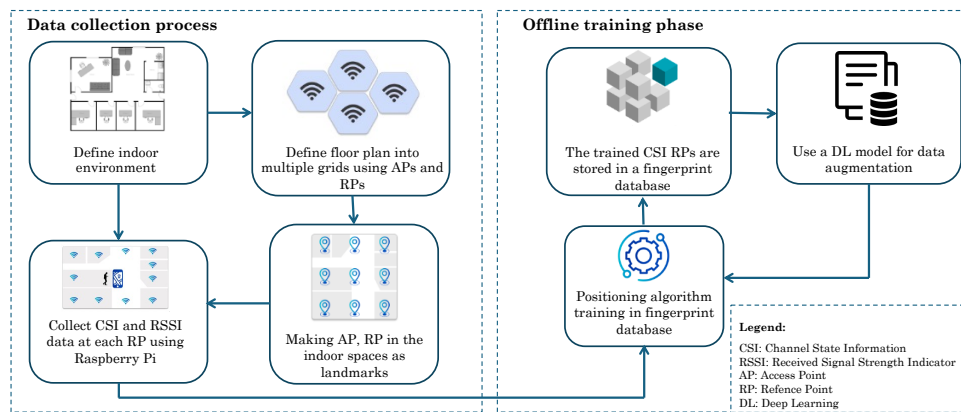 Data collection process
Define indoor
environment
Define floor plan into
multiple grids using APs and
RPs
Collect CSI and RSSI
data at each RP using
Raspberry Pi
Making AP, RP in the
indoor spaces as
landmarks
Offline training phase
The trained CSI RPs are
stored in a fingerprint
database
Use a DL model for data
augmentation
Positioning algorithm
training in fingerprint
database
Legend:
CSI: Channel State Information
RSSI: Received Signal Strength Indicator
AP: Access Point
RP: Refence Point
DL: Deep Learning